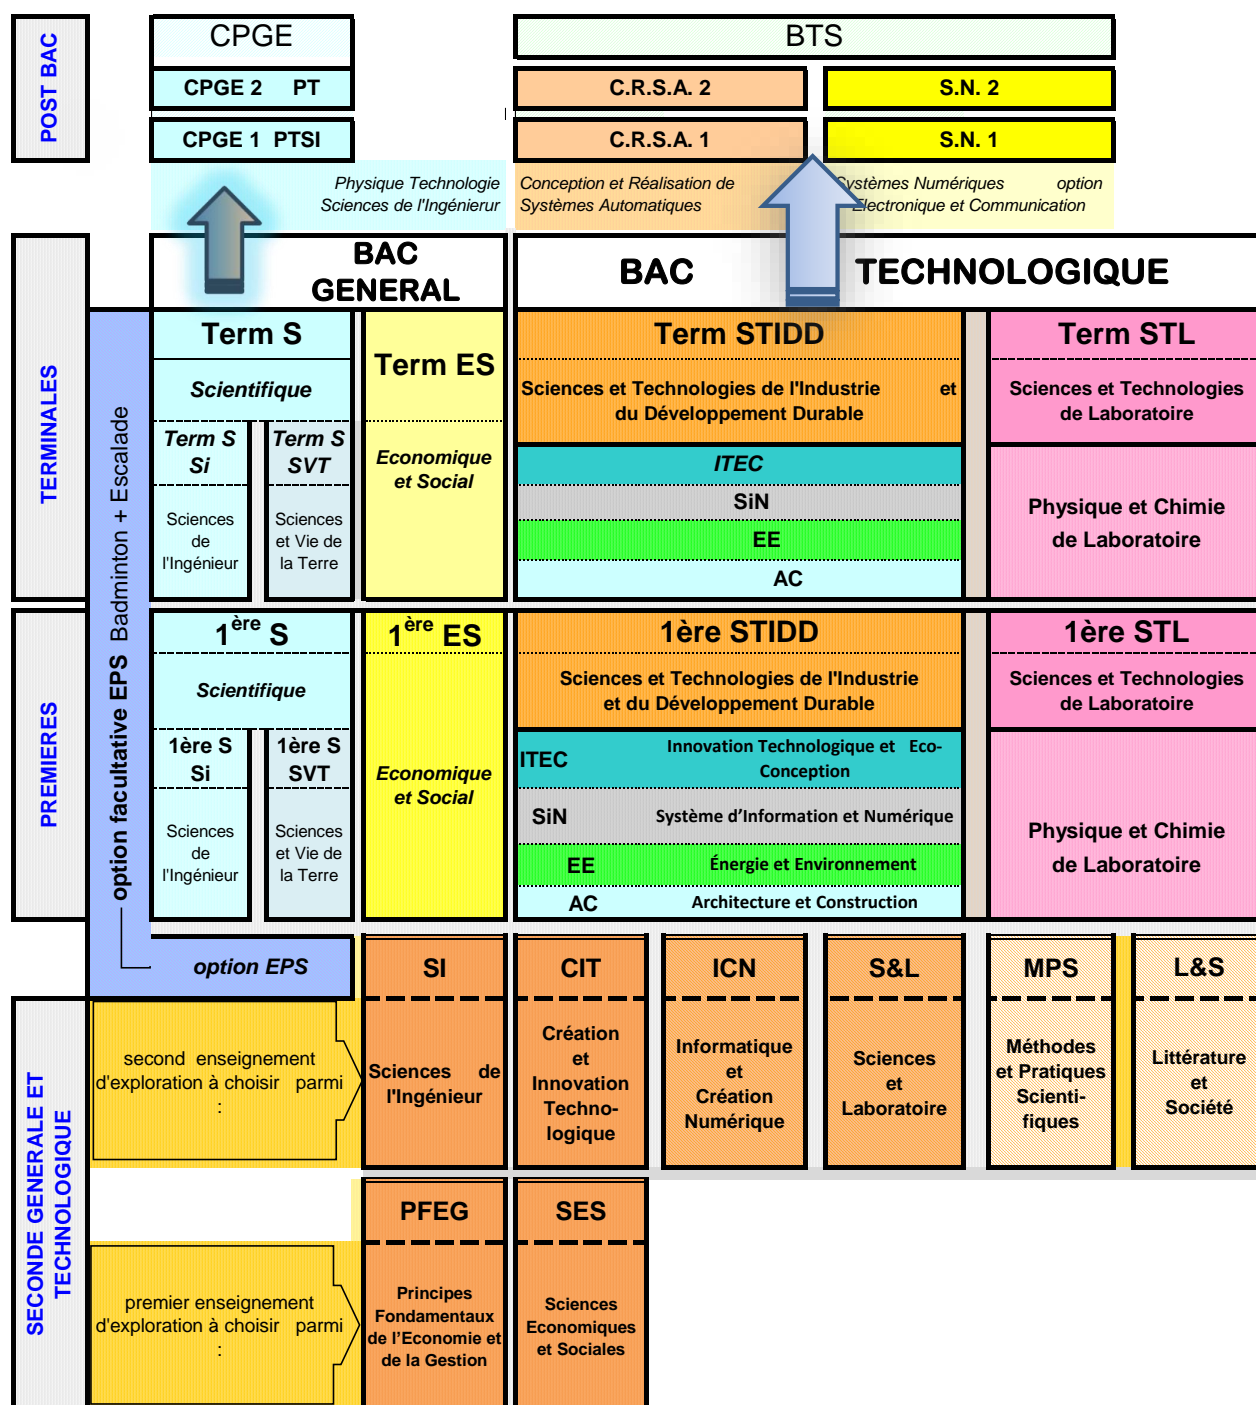 POST BAC
CPGE
BTS
CPGE 2 PT
C.R.S.A. 2
S.N. 2
CPGE 1 PTSI
C.R.S.A. 1
S.N. 1
Physique Technologie
Sciences de l'Ingénierur
Conception et Réalisation de
Systèmes Automatiques
Systèmes Numériques option
Electronique et Communication
TERMINALES
BAC
GENERAL
BAC TECHNOLOGIQUE
option facultative EPS Badminton + Escalade
Term S
Scientifique
Term S
Si
Sciences
de
l'Ingénieur
Term S
SVT
Sciences
et Vie de
la Terre
Term ES
Economique
et Social
Term STIDD
Sciences et Technologies de l'Industrie et
du Développement Durable
ITEC
SiN
EE
AC
Term STL
Sciences et Technologies
de Laboratoire
Physique et Chimie
de Laboratoire
PREMIERES
1ère S
Scientifique
1ère S
Si
Sciences
de
l'Ingénieur
1ère S
SVT
Sciences
et Vie de
la Terre
1ère ES
Economique
et Social
1ère STIDD
Sciences et Technologies de l'Industrie
et du Développement Durable
ITEC Innovation Technologique et Eco-
Conception
SiN Système d’Information et Numérique
EE Énergie et Environnement
AC Architecture et Construction
1ère STL
Sciences et Technologies
de Laboratoire
Physique et Chimie
de Laboratoire
option EPS
SECONDE GENERALE ET
TECHNOLOGIQUE
second enseignement
d'exploration à choisir parmi
:
SI
Sciences de
l'Ingénieur
CIT
Création
et
Innovation
Techno-
logique
ICN
Informatique
et
Création
Numérique
S&L
Sciences
et
Laboratoire
MPS
Méthodes
et Pratiques
Scienti-
fiques
L&S
Littérature
et
Société
premier enseignement
d'exploration à choisir parmi
:
PFEG
Principes
Fondamentaux
de l’Economie et
de la Gestion
SES
Sciences
Economiques
et Sociales